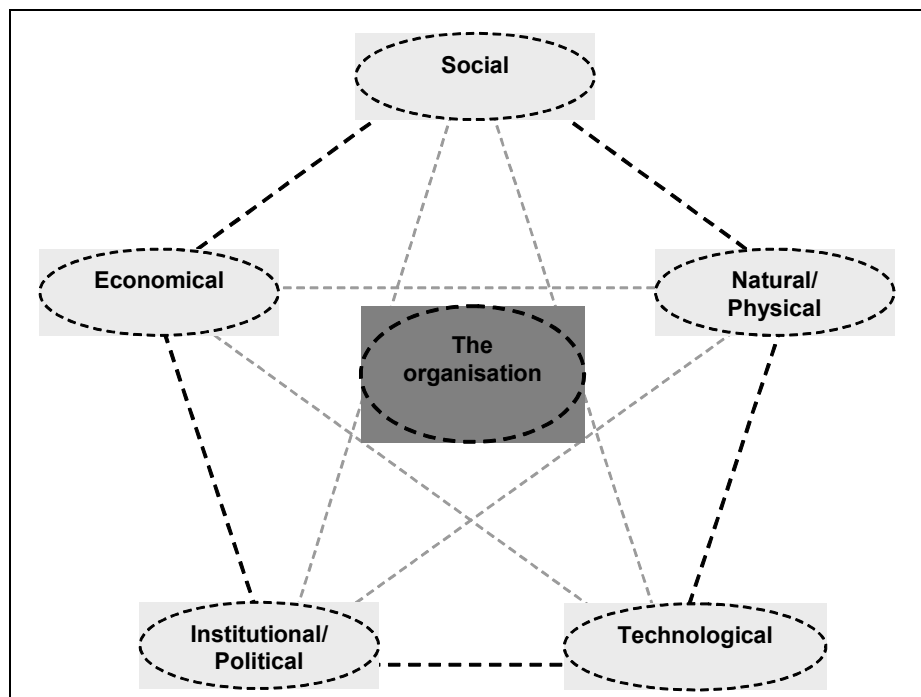 Social
Economical
Natural/
Physical
The
organisation
Institutional/
Political
Technological